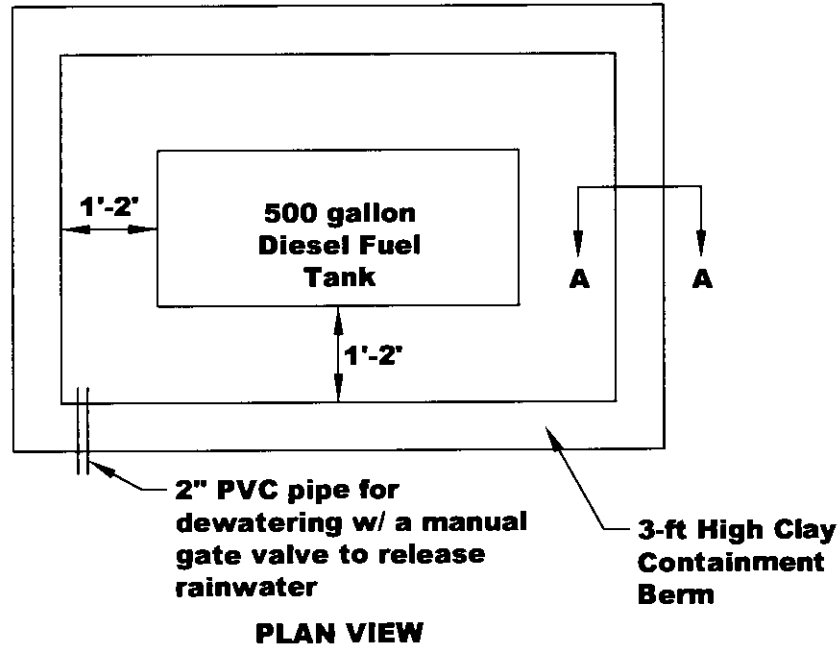 1'-2'
500 gallon
Diesel Fuel
Tank
A
A
1'-2'
2" PVC pipe for
dewatering w/ a manual
gate valve to release
rainwater
3-ft High Clay
Containment
Berm
PLAN VIEW